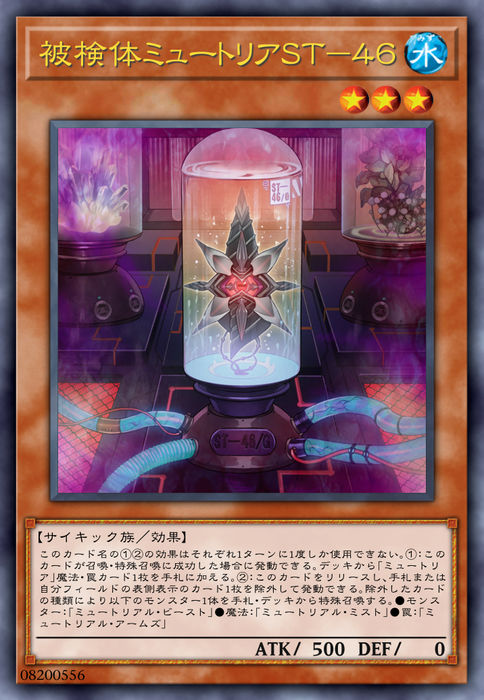 被検体ミュートリアST－46
みず
水
ST－
46/G
ST－46/G
【サイキック族／効果】
このカード名の①②の効果はそれぞれ1ターンに1度しか使用できない。①：この
カードが召喚・特殊召喚に成功した場合に発動できる。デッキから「ミュートリ
ア」魔法・罠カード1枚を手札に加える。②：このカードをリリースし、手札または
自分フィールドの表側表示のカード1枚を除外して発動できる。除外したカード
の種類により以下のモンスター1体を手札・デッキから特殊召喚する。●モンス
ター：「ミュートリアル・ビースト」●魔法：「ミュートリアル・ミスト」●罠：「ミ
ュートリアル・アームズ」
ATK/ 500 DEF/ 0
08200556